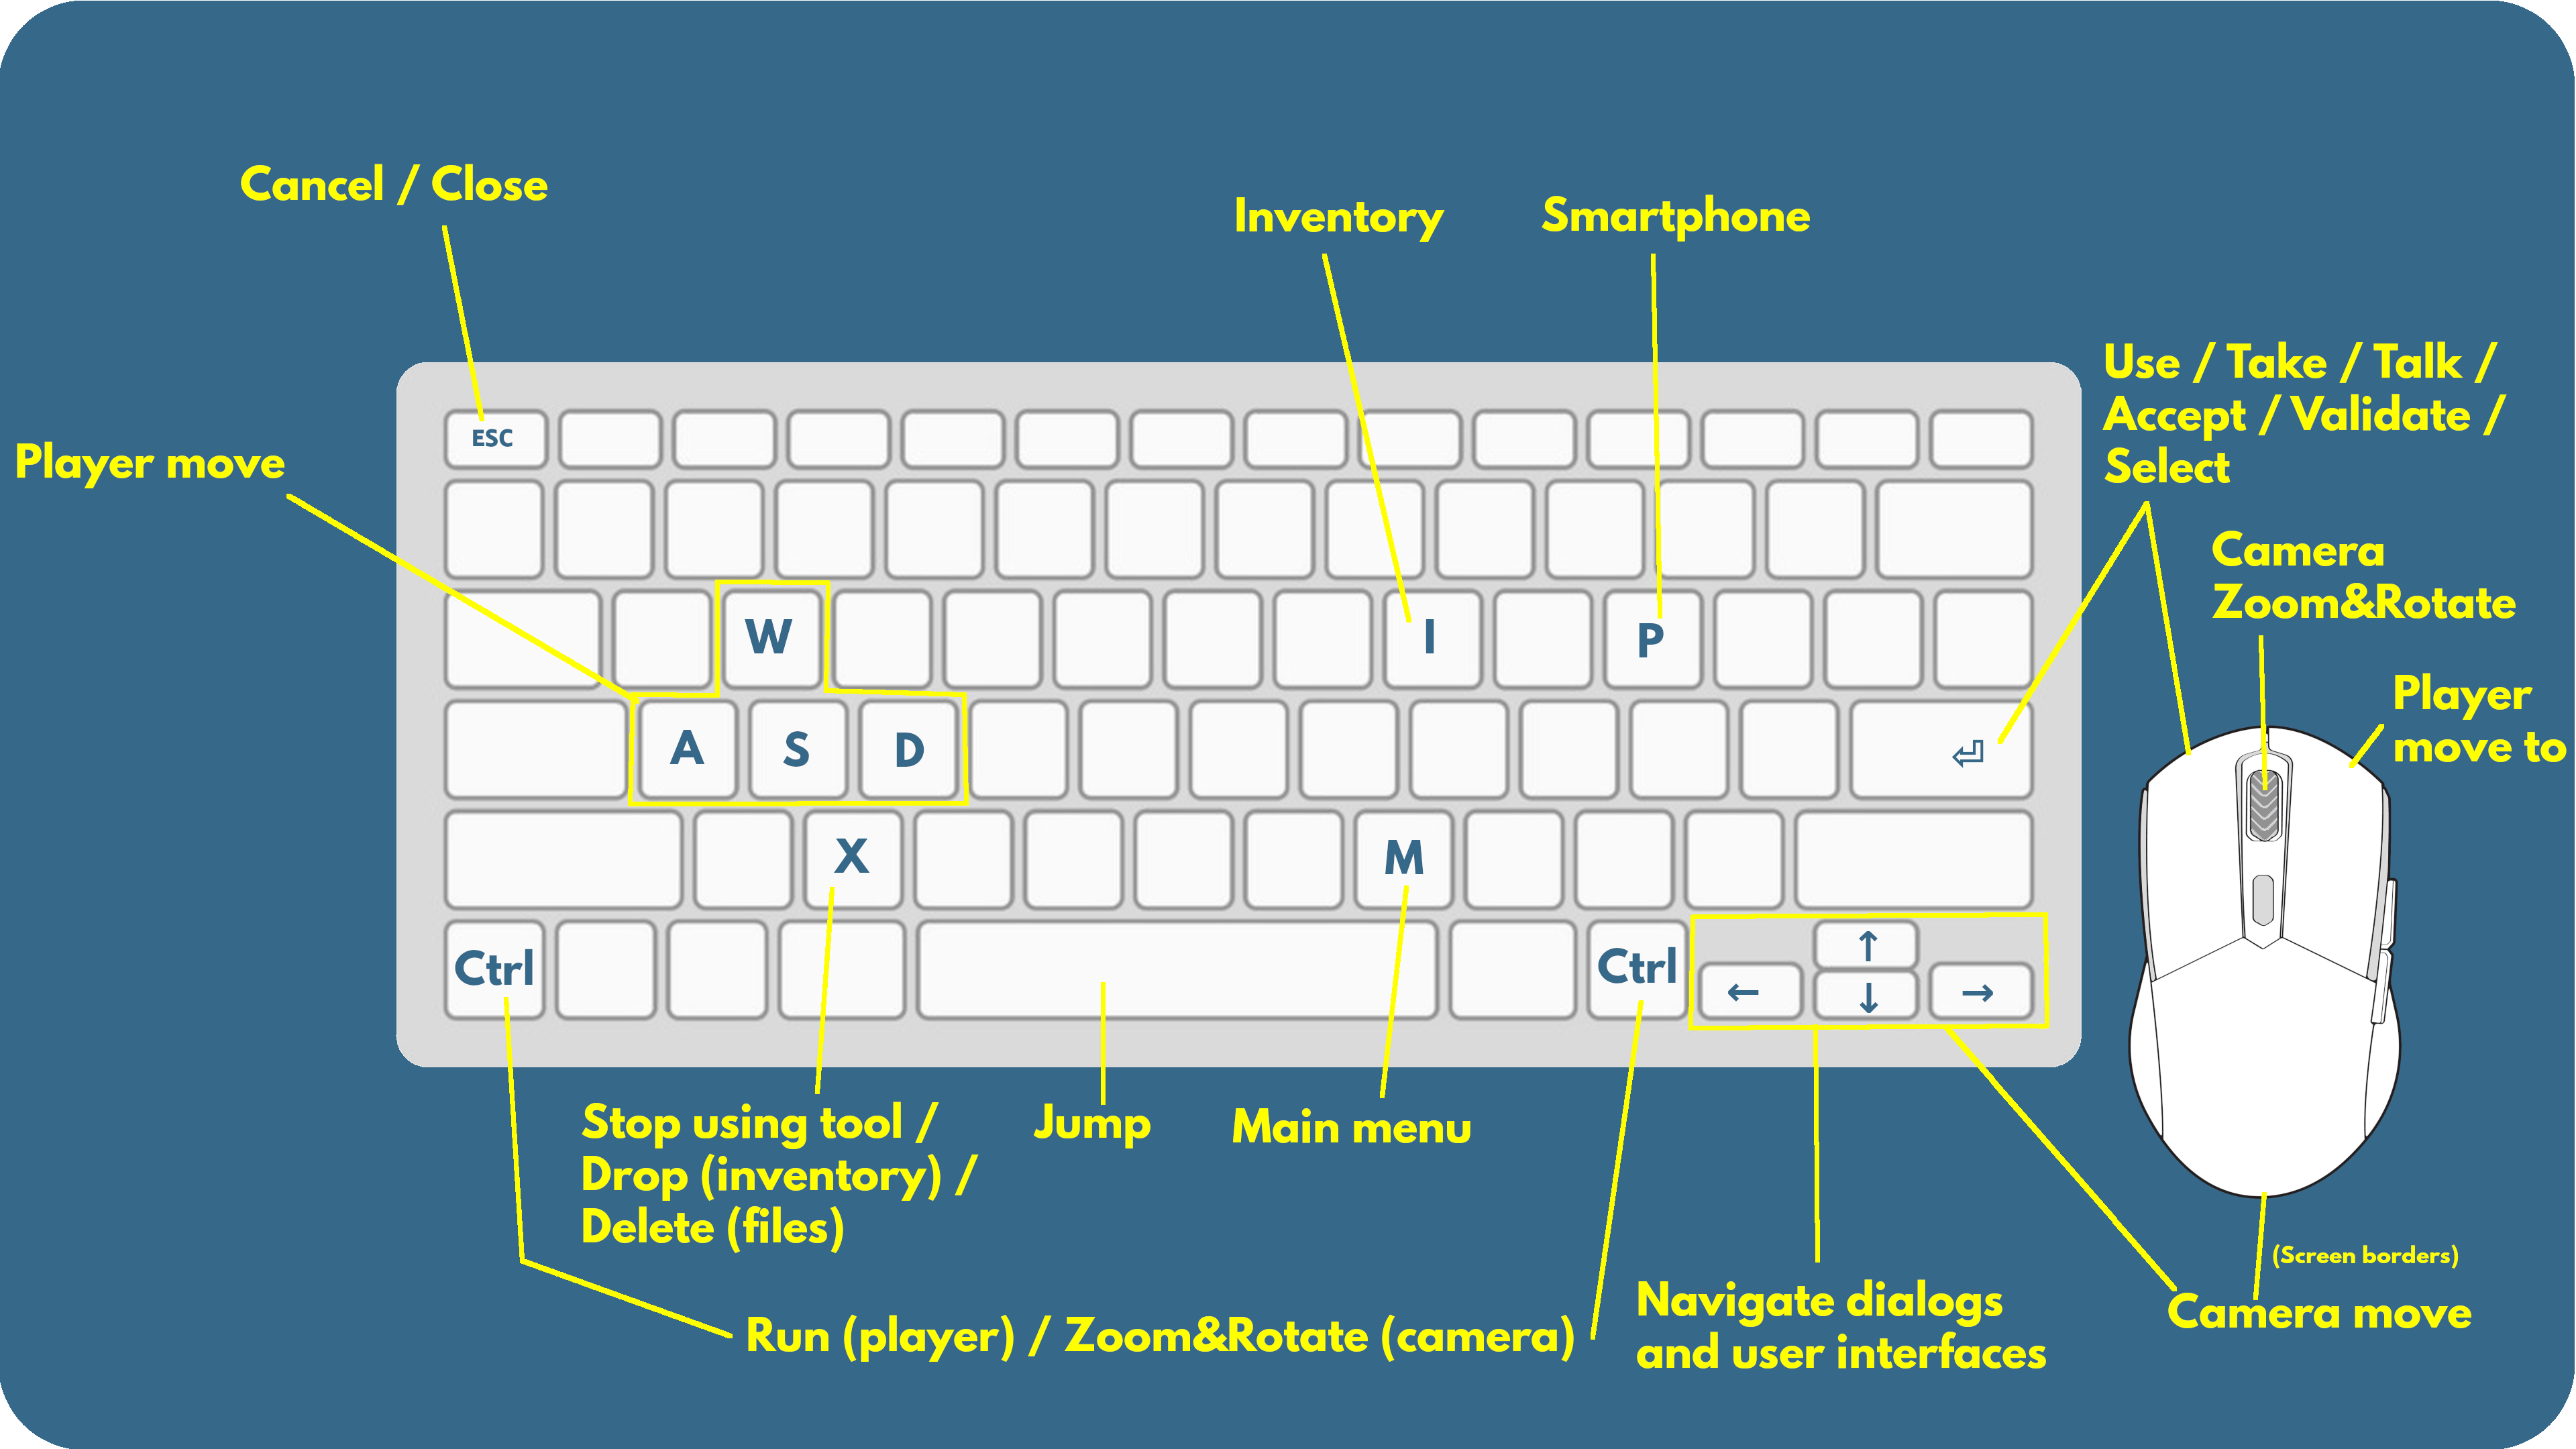 Cancel / Close
Inventory
Smartphone
Use / Take / Talk /
Accept / Validate /
Select
Player move
Camera
Zoom&Rotate
Player
move to
ESC
W
I
P
A
S
D
⏎
X
M
Ctrl
Ctrl
↑
←
↓
→
Stop using tool /
Drop (inventory) /
Delete (files)
Jump
Main menu
(Screen borders)
Camera move
Run (player) / Zoom&Rotate (camera)
Navigate dialogs
and user interfaces